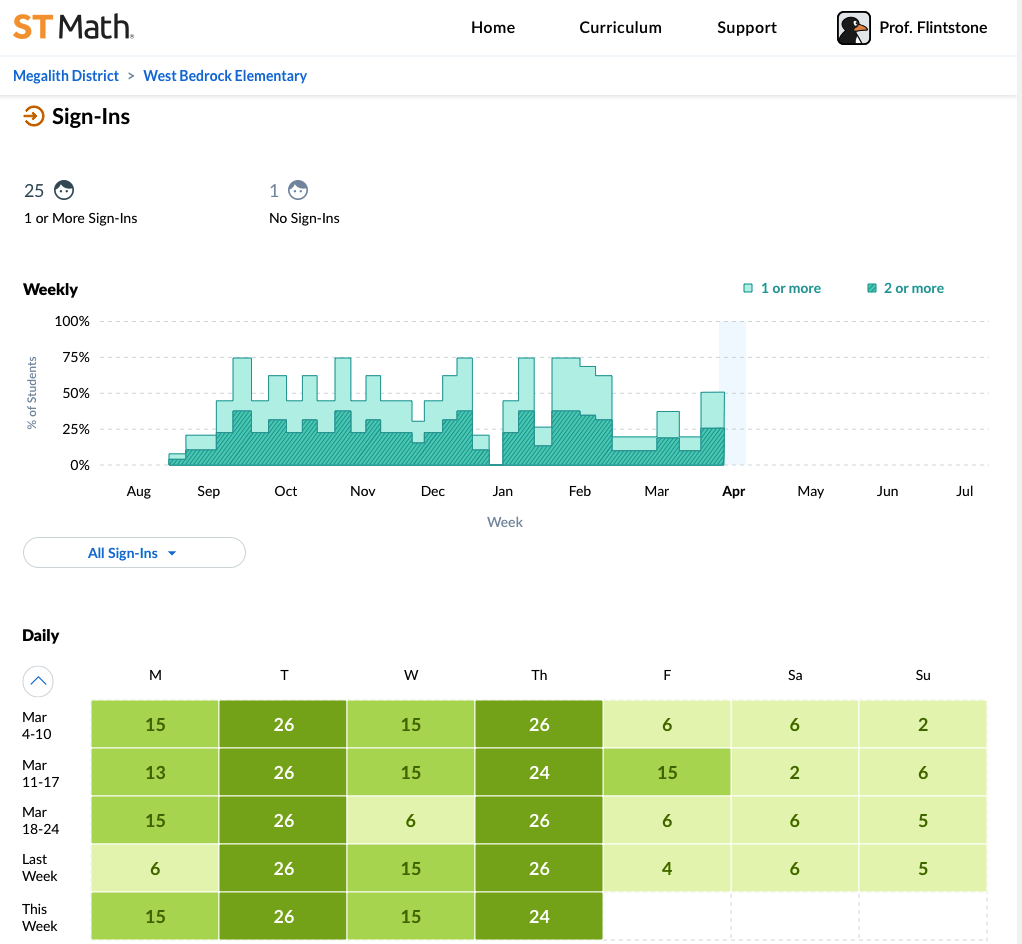 ST Math.
Home Curriculum Support Prof. Flintstone
Megalith District > West Bedrock Elementary
Sign-Ins
25 1
1 or More Sign-Ins No Sign-Ins
Weekly 1 or more 2 or more
100%
75%
50%
25%
0%
% of Students
Aug Sep Oct Nov Dec Jan Feb Mar Apr May Jun Jul
Week
All Sign-Ins
Daily
M T W Th F Sa Su
Mar
4-10
15 26 15 26 6 6 2
Mar
11-17
13 26 15 24 15 2 6
Mar
18-24
15 26 6 26 6 6 5
Last
Week
6 26 15 26 4 6 5
This
Week
15 26 15 24